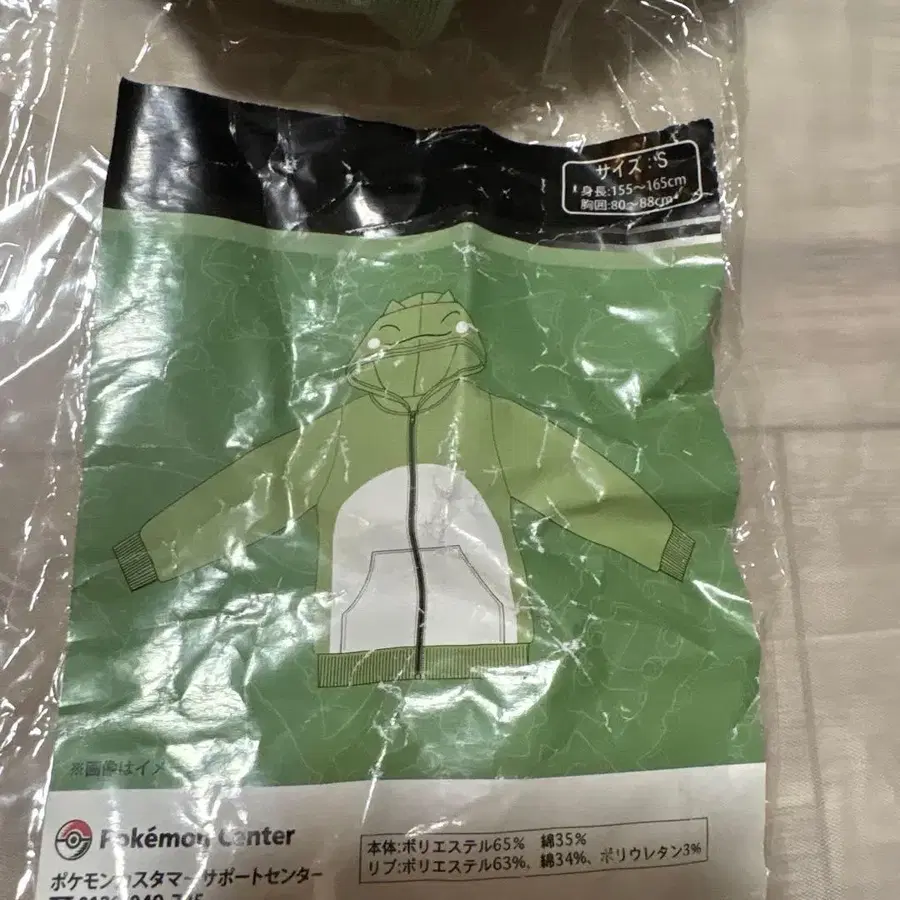 サイズ:S
身長:155～165cm
胸囲:80～88cm
※画像はイメ
Pokémon Center
ポケモンカスタマーサポートセンター
本体:ポリエステル65% 綿35%
リブ:ポリエステル63%、綿34%、ポリウレタン3%